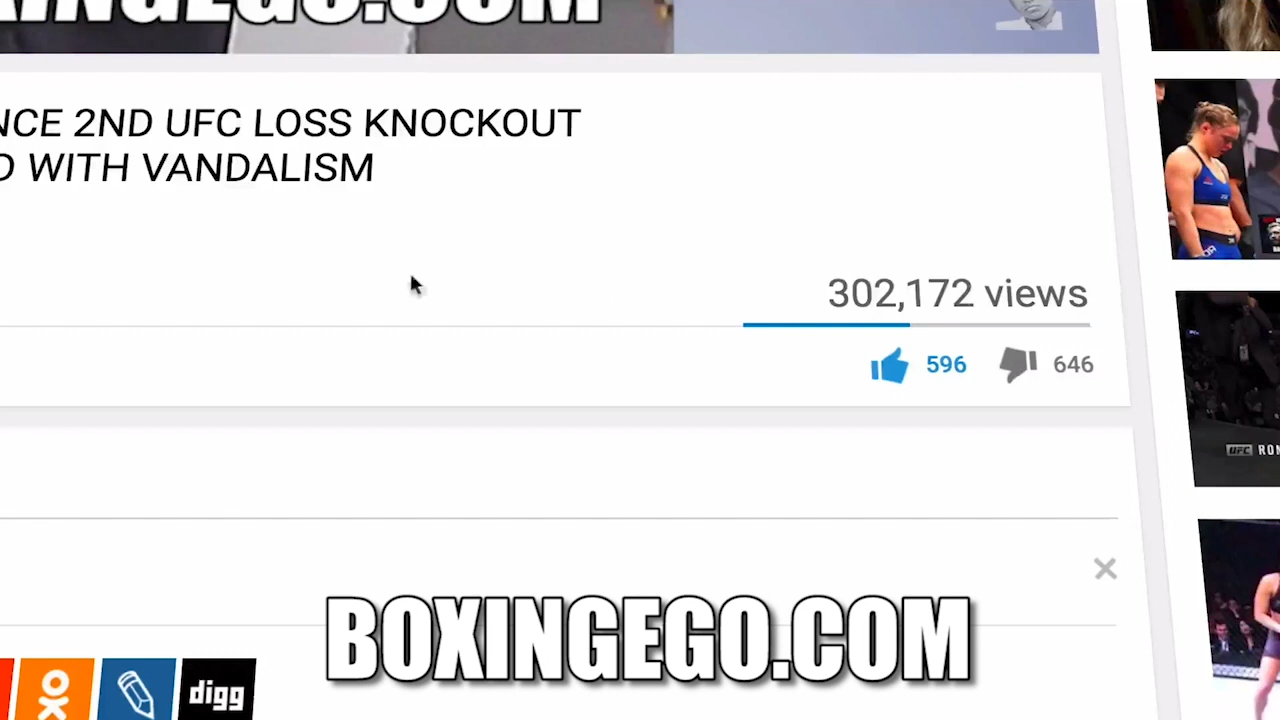 NCE 2ND UFC LOSS KNOCKOUT
WITH VANDALISM
302,172 views
596
646
UFC
BOXINGEGO.COM
digg